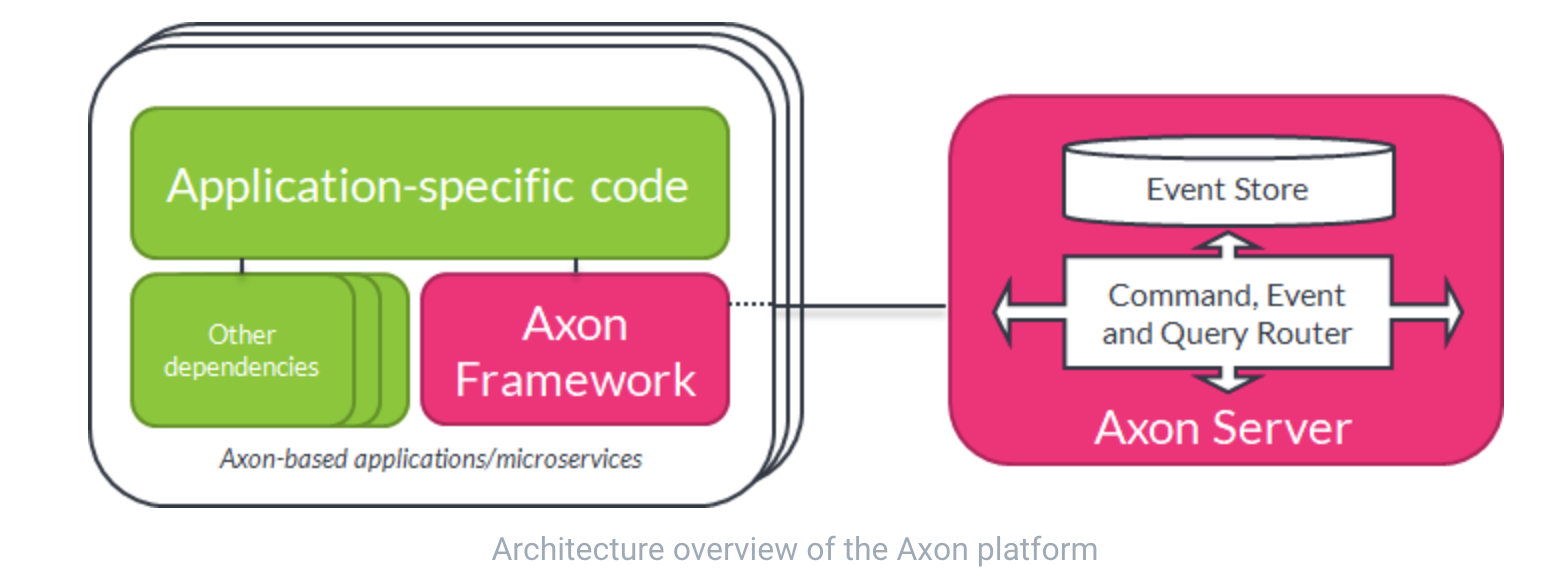 Application-specific code
Other
dependencies
Axon
Framework
Axon-based applications/microservices
Event Store
Command, Event
and Query Router
Axon Server
Architecture overview of the Axon platform